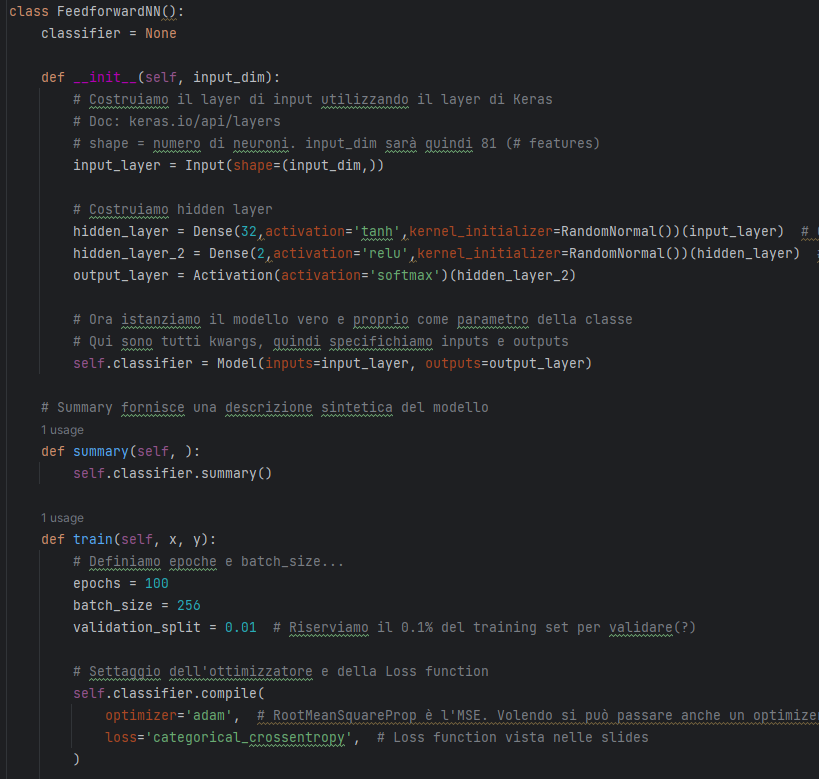 class FeedforwardNN():
classifier = None
def __init__(self, input_dim):
# Costruiamo il layer di input utilizzando il layer di Keras
# Doc: keras.io/api/layers
# shape = numero di neuroni. input_dim sarà quindi 81 (# features)
input_layer = Input(shape=(input_dim,))
# Costruiamo hidden layer
hidden_layer = Dense(32,activation='tanh',kernel_initializer=RandomNormal())(input_layer)  #
hidden_layer_2 = Dense(2,activation='relu',kernel_initializer=RandomNormal())(hidden_layer)
output_layer = Activation(activation='softmax')(hidden_layer_2)
# Ora istanziamo il modello vero e proprio come parametro della classe
# Qui sono tutti kwargs, quindi specifichiamo inputs e outputs
self.classifier = Model(inputs=input_layer, outputs=output_layer)
# Summary fornisce una descrizione sintetica del modello
1 usage
def summary(self, ):
self.classifier.summary()
1 usage
def train(self, x, y):
# Definiamo epoche e batch_size...
epochs = 100
batch_size = 256
validation_split = 0.01  # Riserviamo il 0.1% del training set per validare(?)
# Settaggio dell'ottimizzatore e della Loss function
self.classifier.compile(
optimizer='adam',  # RootMeanSquareProp è l'MSE. Volendo si può passare anche un optimize
loss='categorical_crossentropy',  # Loss function vista nelle slides
)